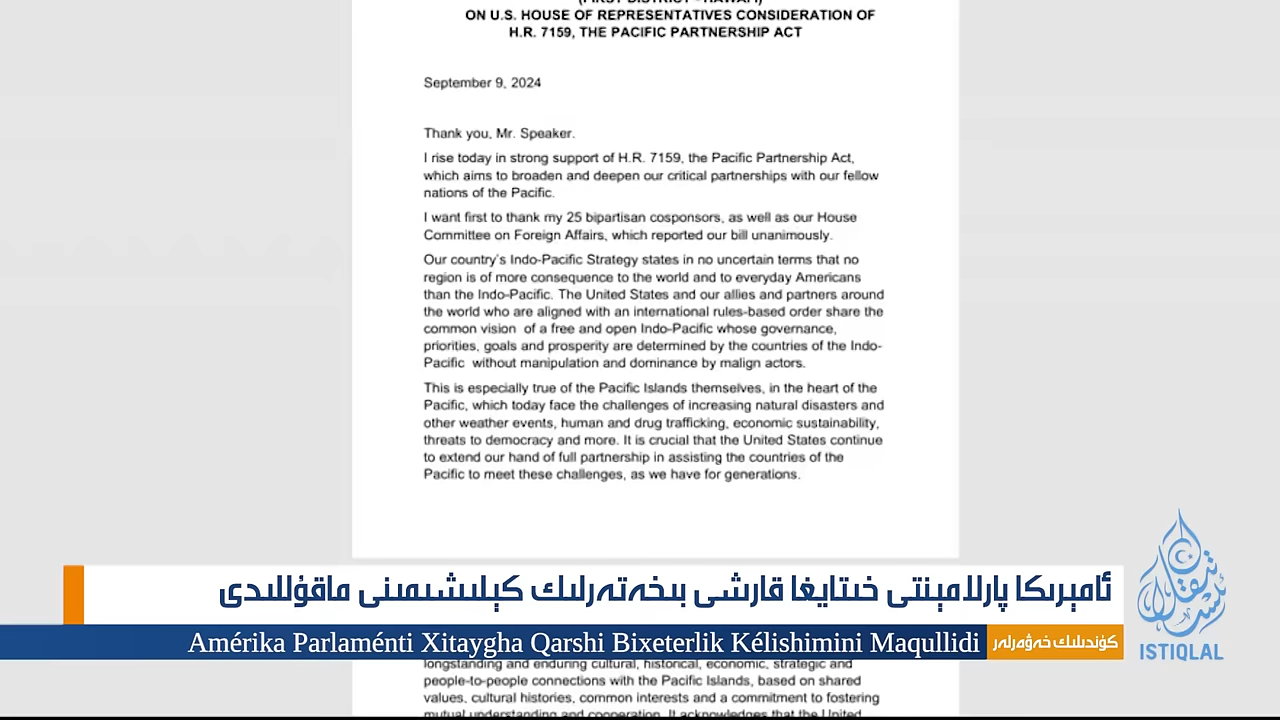 (FIRST DISTRICT - HAWAI'I)
ON U.S. HOUSE OF REPRESENTATIVES CONSIDERATION OF
H.R. 7159, THE PACIFIC PARTNERSHIP ACT
September 9, 2024
Thank you, Mr. Speaker.
I rise today in strong support of H.R. 7159, the Pacific Partnership Act,
which aims to broaden and deepen our critical partnerships with our fellow
nations of the Pacific.
I want first to thank my 25 bipartisan cosponsors, as well as our House
Committee on Foreign Affairs, which reported our bill unanimously.
Our country's Indo-Pacific Strategy states in no uncertain terms that no
region is of more consequence to the world and to everyday Americans
than the Indo-Pacific. The United States and our allies and partners around
the world who are aligned with an international rules-based order share the
common vision of a free and open Indo-Pacific whose governance,
priorities, goals and prosperity are determined by the countries of the Indo-
Pacific without manipulation and dominance by malign actors.
This is especially true of the Pacific Islands themselves, in the heart of the
Pacific, which today face the challenges of increasing natural disasters and
other weather events, human and drug trafficking, economic sustainability,
threats to democracy and more. It is crucial that the United States continue
to extend our hand of full partnership in assisting the countries of the
Pacific to meet these challenges, as we have for generations.
ئامېرىكا پارلامېنتى خىتايغا قارشى بىخەتەرلىك كېلىشىمىنى ماقۇللىدى
Amérika Parlaménti Xitaygha Qarshi Bixeterlik Kélishimini Maqullidi
كۈندىلىك خەۋەرلەر
ئىستىقلال
ISTIQLAL
longstanding and enduring cultural, historical, economic, strategic and
people-to-people connections with the Pacific Islands, based on shared
values, cultural histories, common interests and a commitment to fostering
mutual understanding and cooperation. It acknowledges that the United